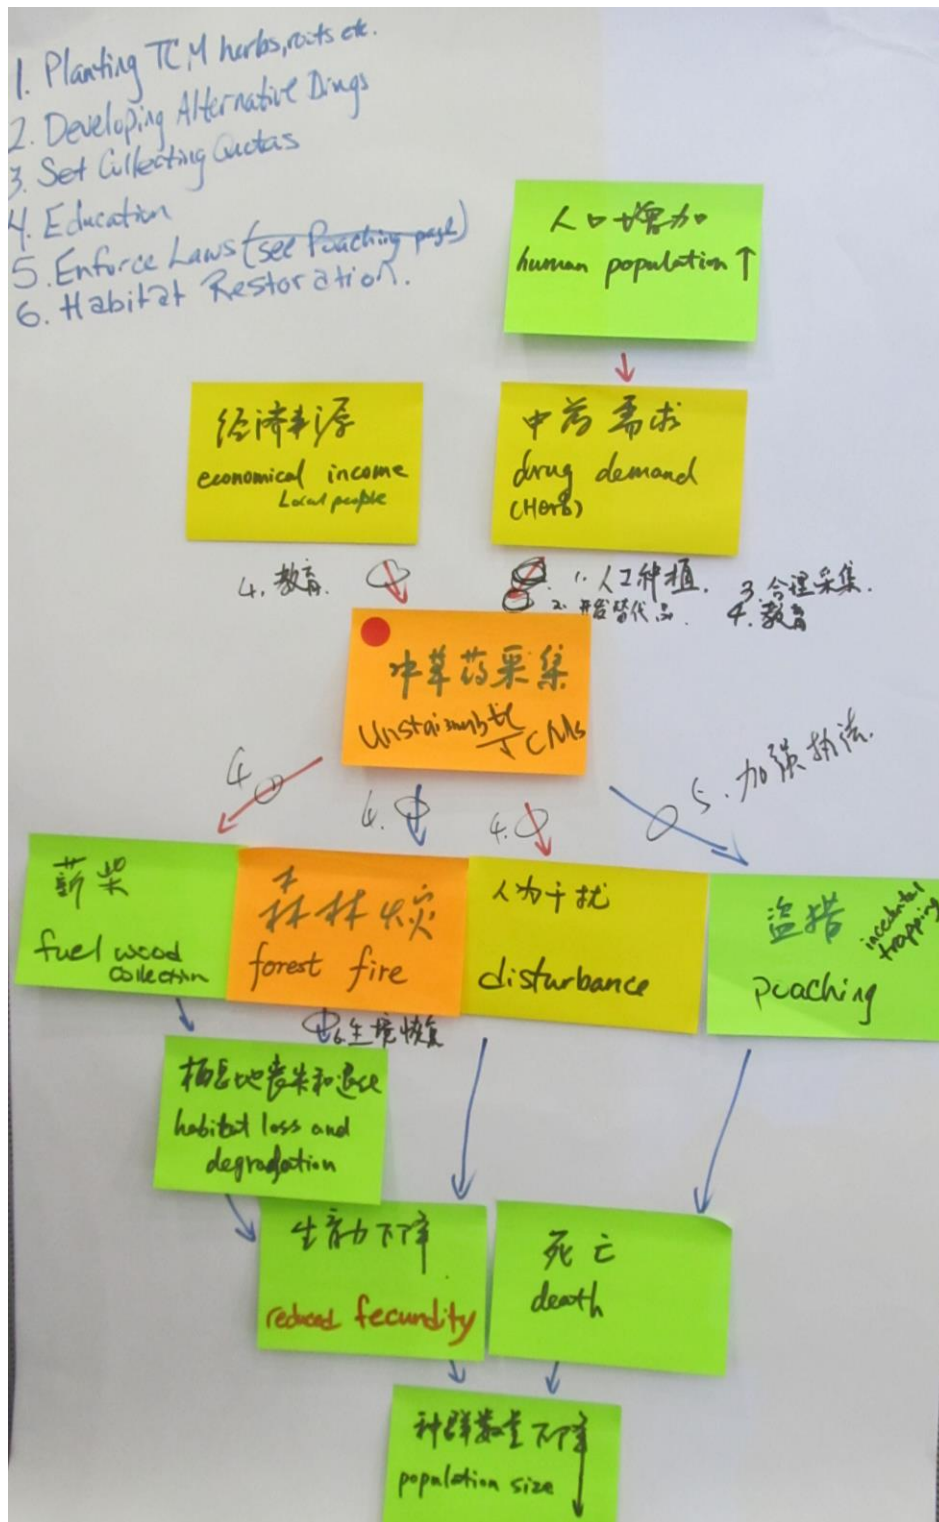 1. Planting TCM herbs, roots etc.
2. Developing Alternative Drugs
3. Set Collecting Quotas
4. Education
5. Enforce Laws (see Poaching page)
6. Habitat Restoration.
人口增加
human population ↑
经济来源
economical income
Local people
中药需求
drug demand
(Herb)
4. 教育
1. 人工种植.
2. 开发替代品.
3. 合理采集.
4. 教育
中草药采集
CMs
4
4.
4.
5. 加强执法.
薪柴
fuel wood
collection
森林火灾
forest fire
人为干扰
disturbance
盗猎
poaching
trapping
6 生境恢复
栖息地丧失和退化
habitat loss and
degradation
生育力下降
reduced fecundity
死亡
death
种群数量下降
population size ↓